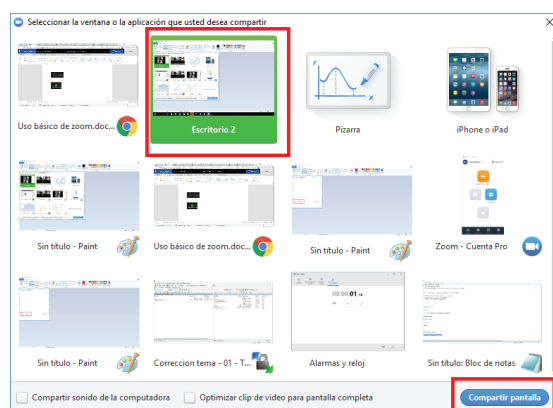 Seleccionar la ventana o la aplicación que usted desea compartir
Uso básico de zoom.doc...
Escritorio 2
Pizarra
iPhone o iPad
Sin título - Paint
Uso básico de zoom.doc...
Sin título - Paint
Zoom - Cuenta Pro
Sin título - Paint
Correccion tema - 01 - T...
Alarmas y reloj
Sin título: Bloc de notas
Compartir sonido de la computadora
Optimizar clip de video para pantalla completa
Compartir pantalla